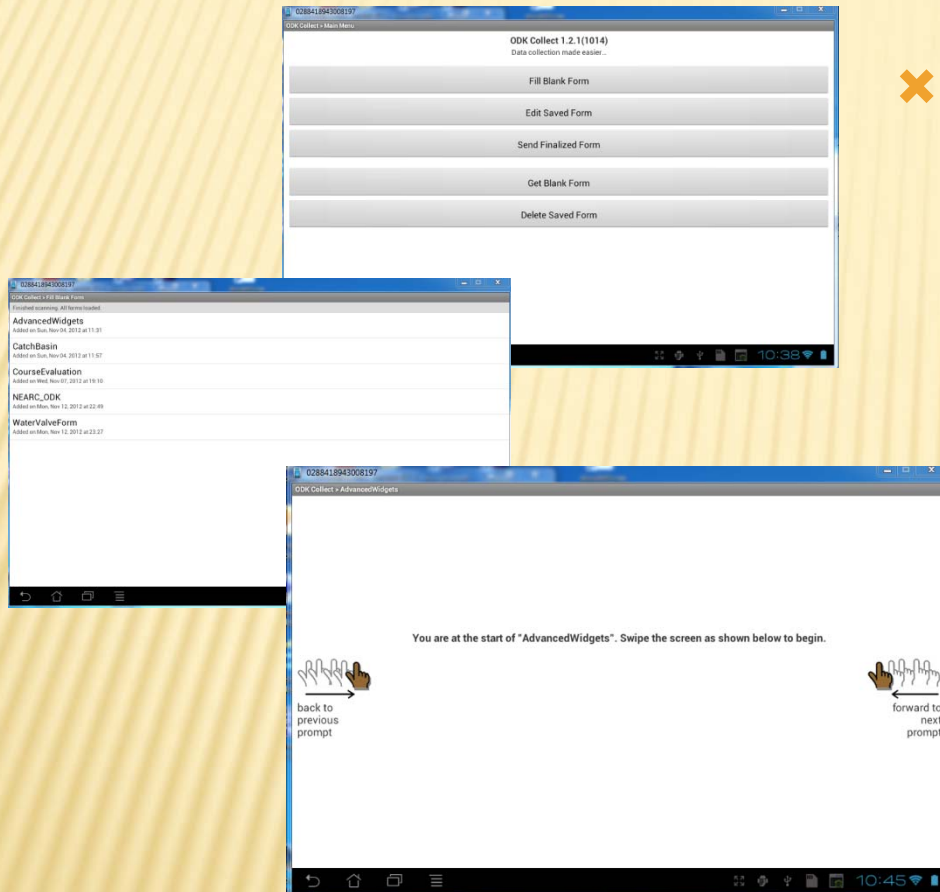 0288418943008197
ODK Collect > Main Menu
ODK Collect 1.2.1(1014)
Data collection made easier...
Fill Blank Form
Edit Saved Form
Send Finalized Form
Get Blank Form
Delete Saved Form
10:38
0288418943008197
ODK Collect > Fill Blank Form
Finished scanning. All forms loaded.
AdvancedWidgets
Added on Sun, Nov 04, 2012 at 11:31
CatchBasin
Added on Sun, Nov 04, 2012 at 11:57
CourseEvaluation
Added on Wed, Nov 07, 2012 at 19:10
NEARC_ODK
Added on Mon, Nov 12, 2012 at 22:49
WaterValveForm
Added on Mon, Nov 12, 2012 at 23:27
0288418943008197
ODK Collect > AdvancedWidgets
You are at the start of "AdvancedWidgets". Swipe the screen as shown below to begin.
back to
previous
prompt
forward to
next
prompt
10:45